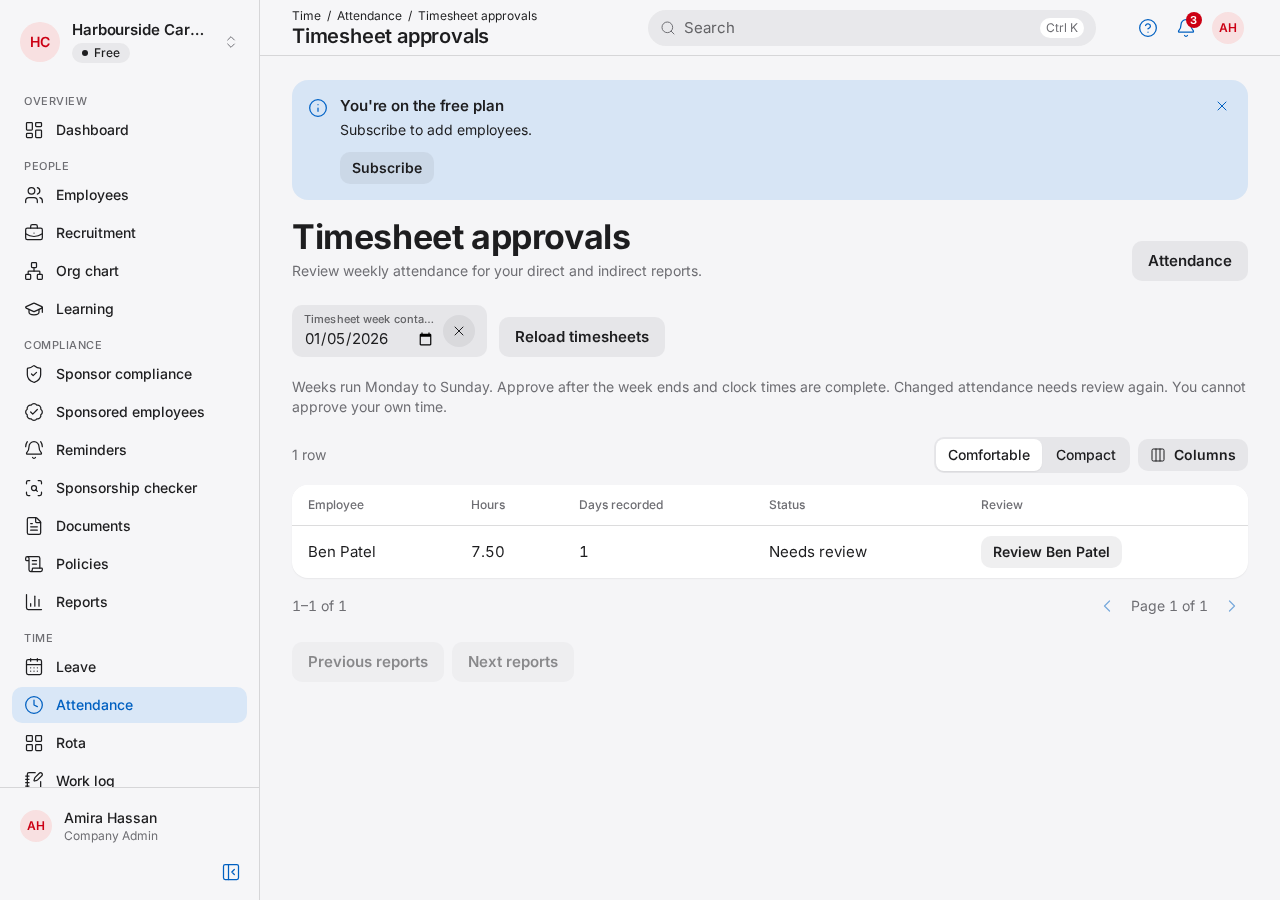 HC
Harbourside Car...
Free
OVERVIEW
Dashboard
PEOPLE
Employees
Recruitment
Org chart
Learning
COMPLIANCE
Sponsor compliance
Sponsored employees
Reminders
Sponsorship checker
Documents
Policies
Reports
TIME
Leave
Attendance
Rota
Work log
AH
Amira Hassan
Company Admin
Time / Attendance / Timesheet approvals
Timesheet approvals
Search
Ctrl K
3
AH
You're on the free plan
Subscribe to add employees.
Subscribe
Timesheet approvals
Review weekly attendance for your direct and indirect reports.
Attendance
Timesheet week conta...
01/05/2026
Reload timesheets
Weeks run Monday to Sunday. Approve after the week ends and clock times are complete. Changed attendance needs review again. You cannot
approve your own time.
1 row
Comfortable
Compact
Columns
Employee Hours Days recorded Status Review
Ben Patel 7.50 1 Needs review Review Ben Patel
1–1 of 1
Page 1 of 1
Previous reports
Next reports